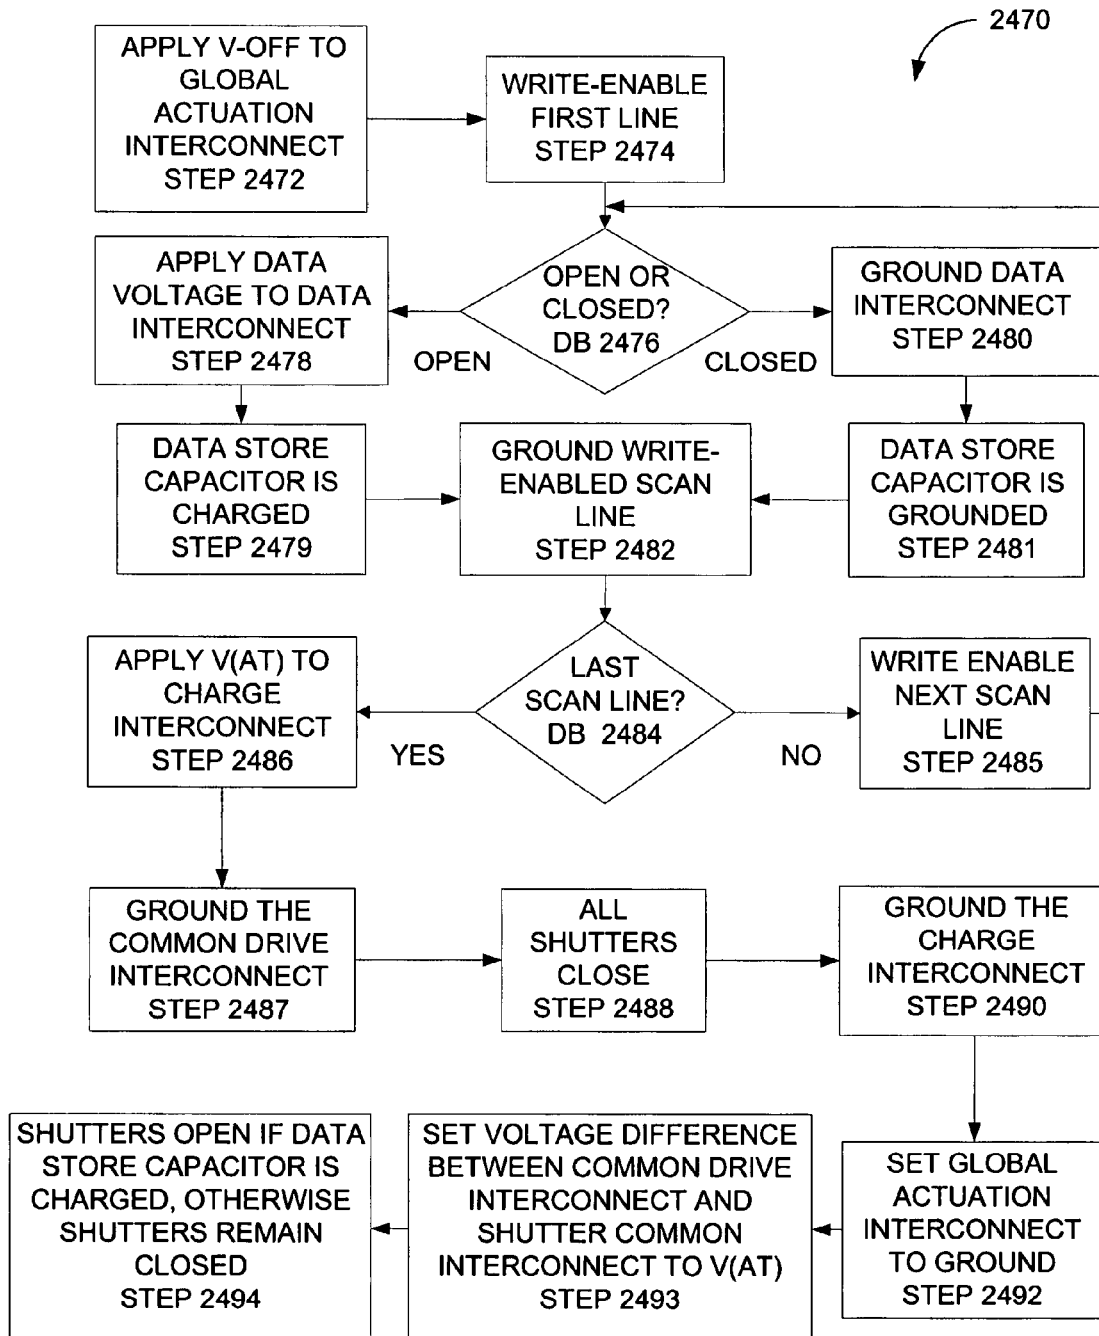 2470
APPLY V-OFF TO
GLOBAL
ACTUATION
INTERCONNECT
STEP 2472
WRITE-ENABLE
FIRST LINE
STEP 2474
OPEN OR
CLOSED?
DB 2476
APPLY DATA
VOLTAGE TO DATA
INTERCONNECT
STEP 2478
OPEN
CLOSED
GROUND DATA
INTERCONNECT
STEP 2480
DATA STORE
CAPACITOR IS
CHARGED
STEP 2479
GROUND WRITE-
ENABLED SCAN
LINE
STEP 2482
DATA STORE
CAPACITOR IS
GROUNDED
STEP 2481
APPLY V(AT) TO
CHARGE
INTERCONNECT
STEP 2486
LAST
SCAN LINE?
DB 2484
YES
NO
WRITE ENABLE
NEXT SCAN
LINE
STEP 2485
GROUND THE
COMMON DRIVE
INTERCONNECT
STEP 2487
ALL
SHUTTERS
CLOSE
STEP 2488
GROUND THE
CHARGE
INTERCONNECT
STEP 2490
SHUTTERS OPEN IF DATA
STORE CAPACITOR IS
CHARGED, OTHERWISE
SHUTTERS REMAIN
CLOSED
STEP 2494
SET VOLTAGE DIFFERENCE
BETWEEN COMMON DRIVE
INTERCONNECT AND
SHUTTER COMMON
INTERCONNECT TO V(AT)
STEP 2493
SET GLOBAL
ACTUATION
INTERCONNECT
TO GROUND
STEP 2492